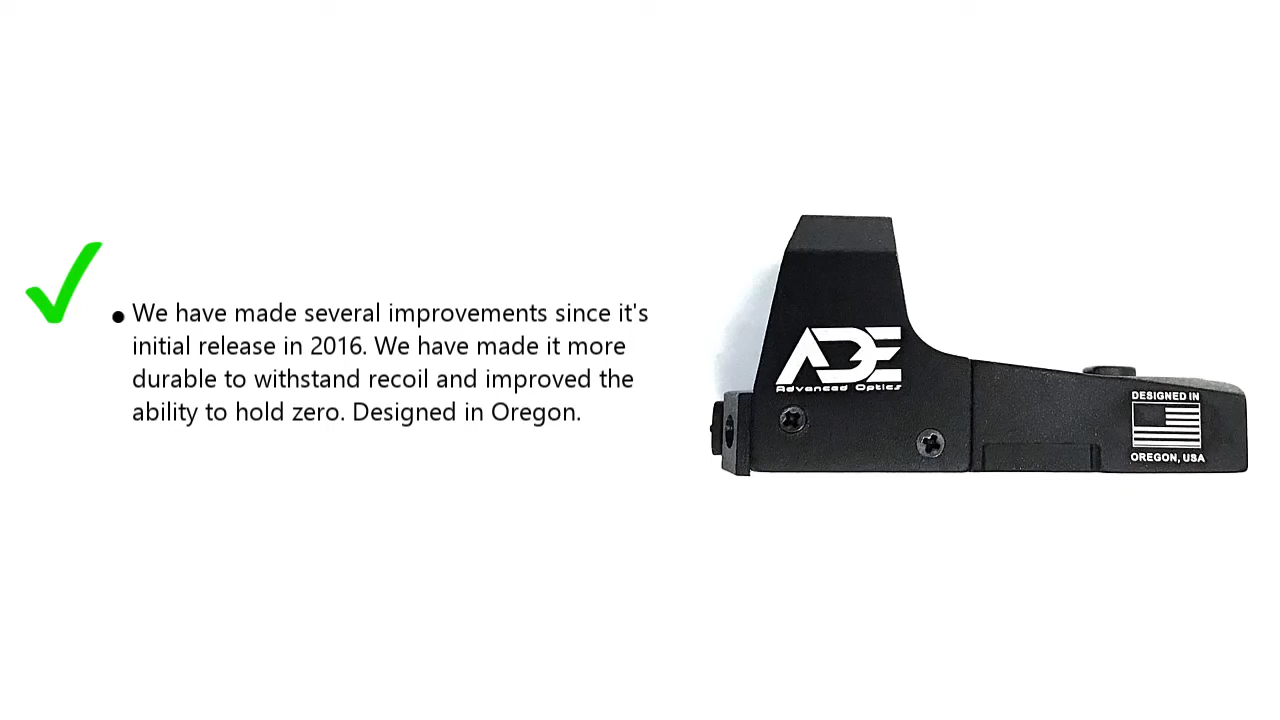 We have made several improvements since it's
initial release in 2016. We have made it more
durable to withstand recoil and improved the
ability to hold zero. Designed in Oregon.
ADE
Advanced Optics
DESIGNED IN
OREGON, USA